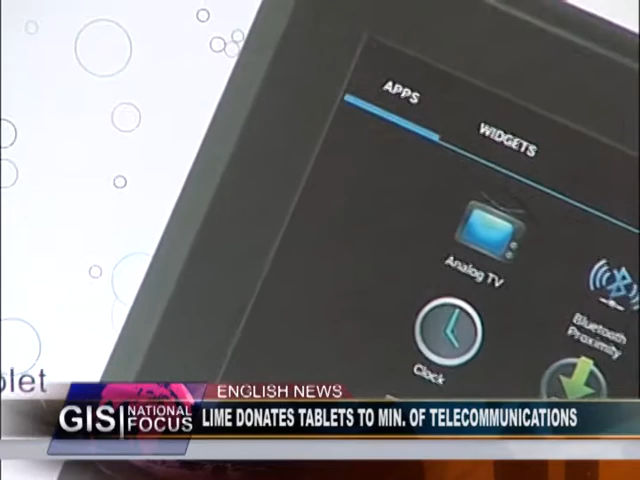 APPS
WIDGETS
Analog TV
Bluetooth
Proximity
Clock
ENGLISH NEWS
GIS NATIONAL
FOCUS
LIME DONATES TABLETS TO MIN. OF TELECOMMUNICATIONS